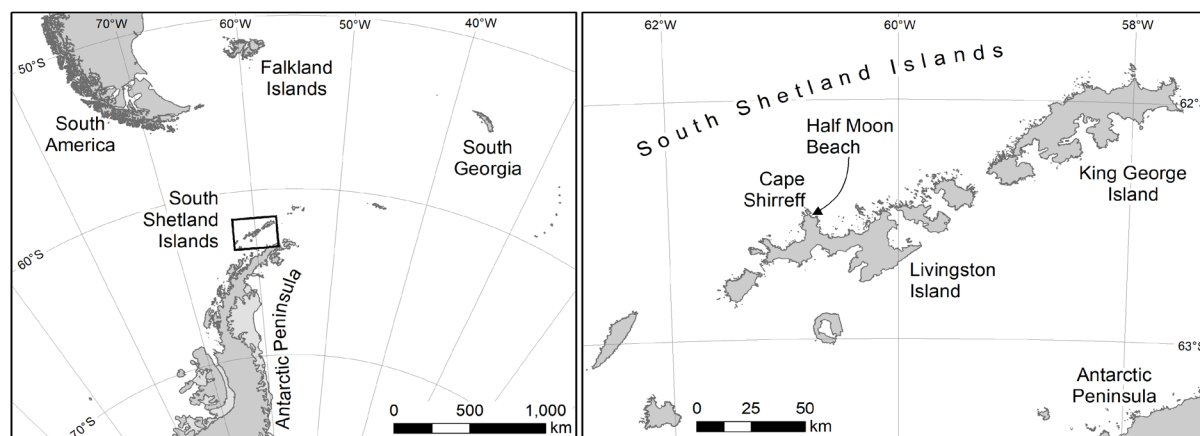 70°W
60°W
50°W
40°W
50°S
Falkland
Islands
South
America
South
Georgia
South
Shetland
Islands
60°S
Antarctic Peninsula
70°S
0 500 1,000
km
62°W
60°W
58°W
South Shetland Islands
62°
Half Moon
Beach
Cape
Shirreff
King George
Island
Livingston
Island
63°S
Antarctic
Peninsula
0 25 50
km